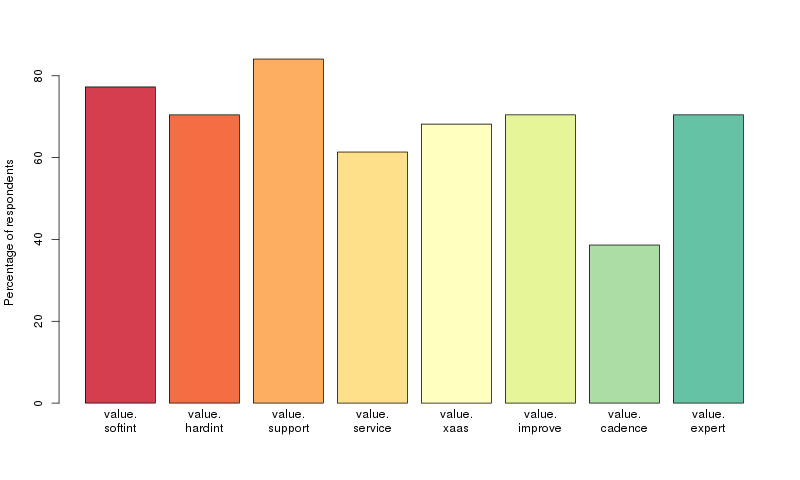 Percentage of respondents
80
60
40
20
0
value.
softint
value.
hardint
value.
support
value.
service
value.
xaas
value.
improve
value.
cadence
value.
expert